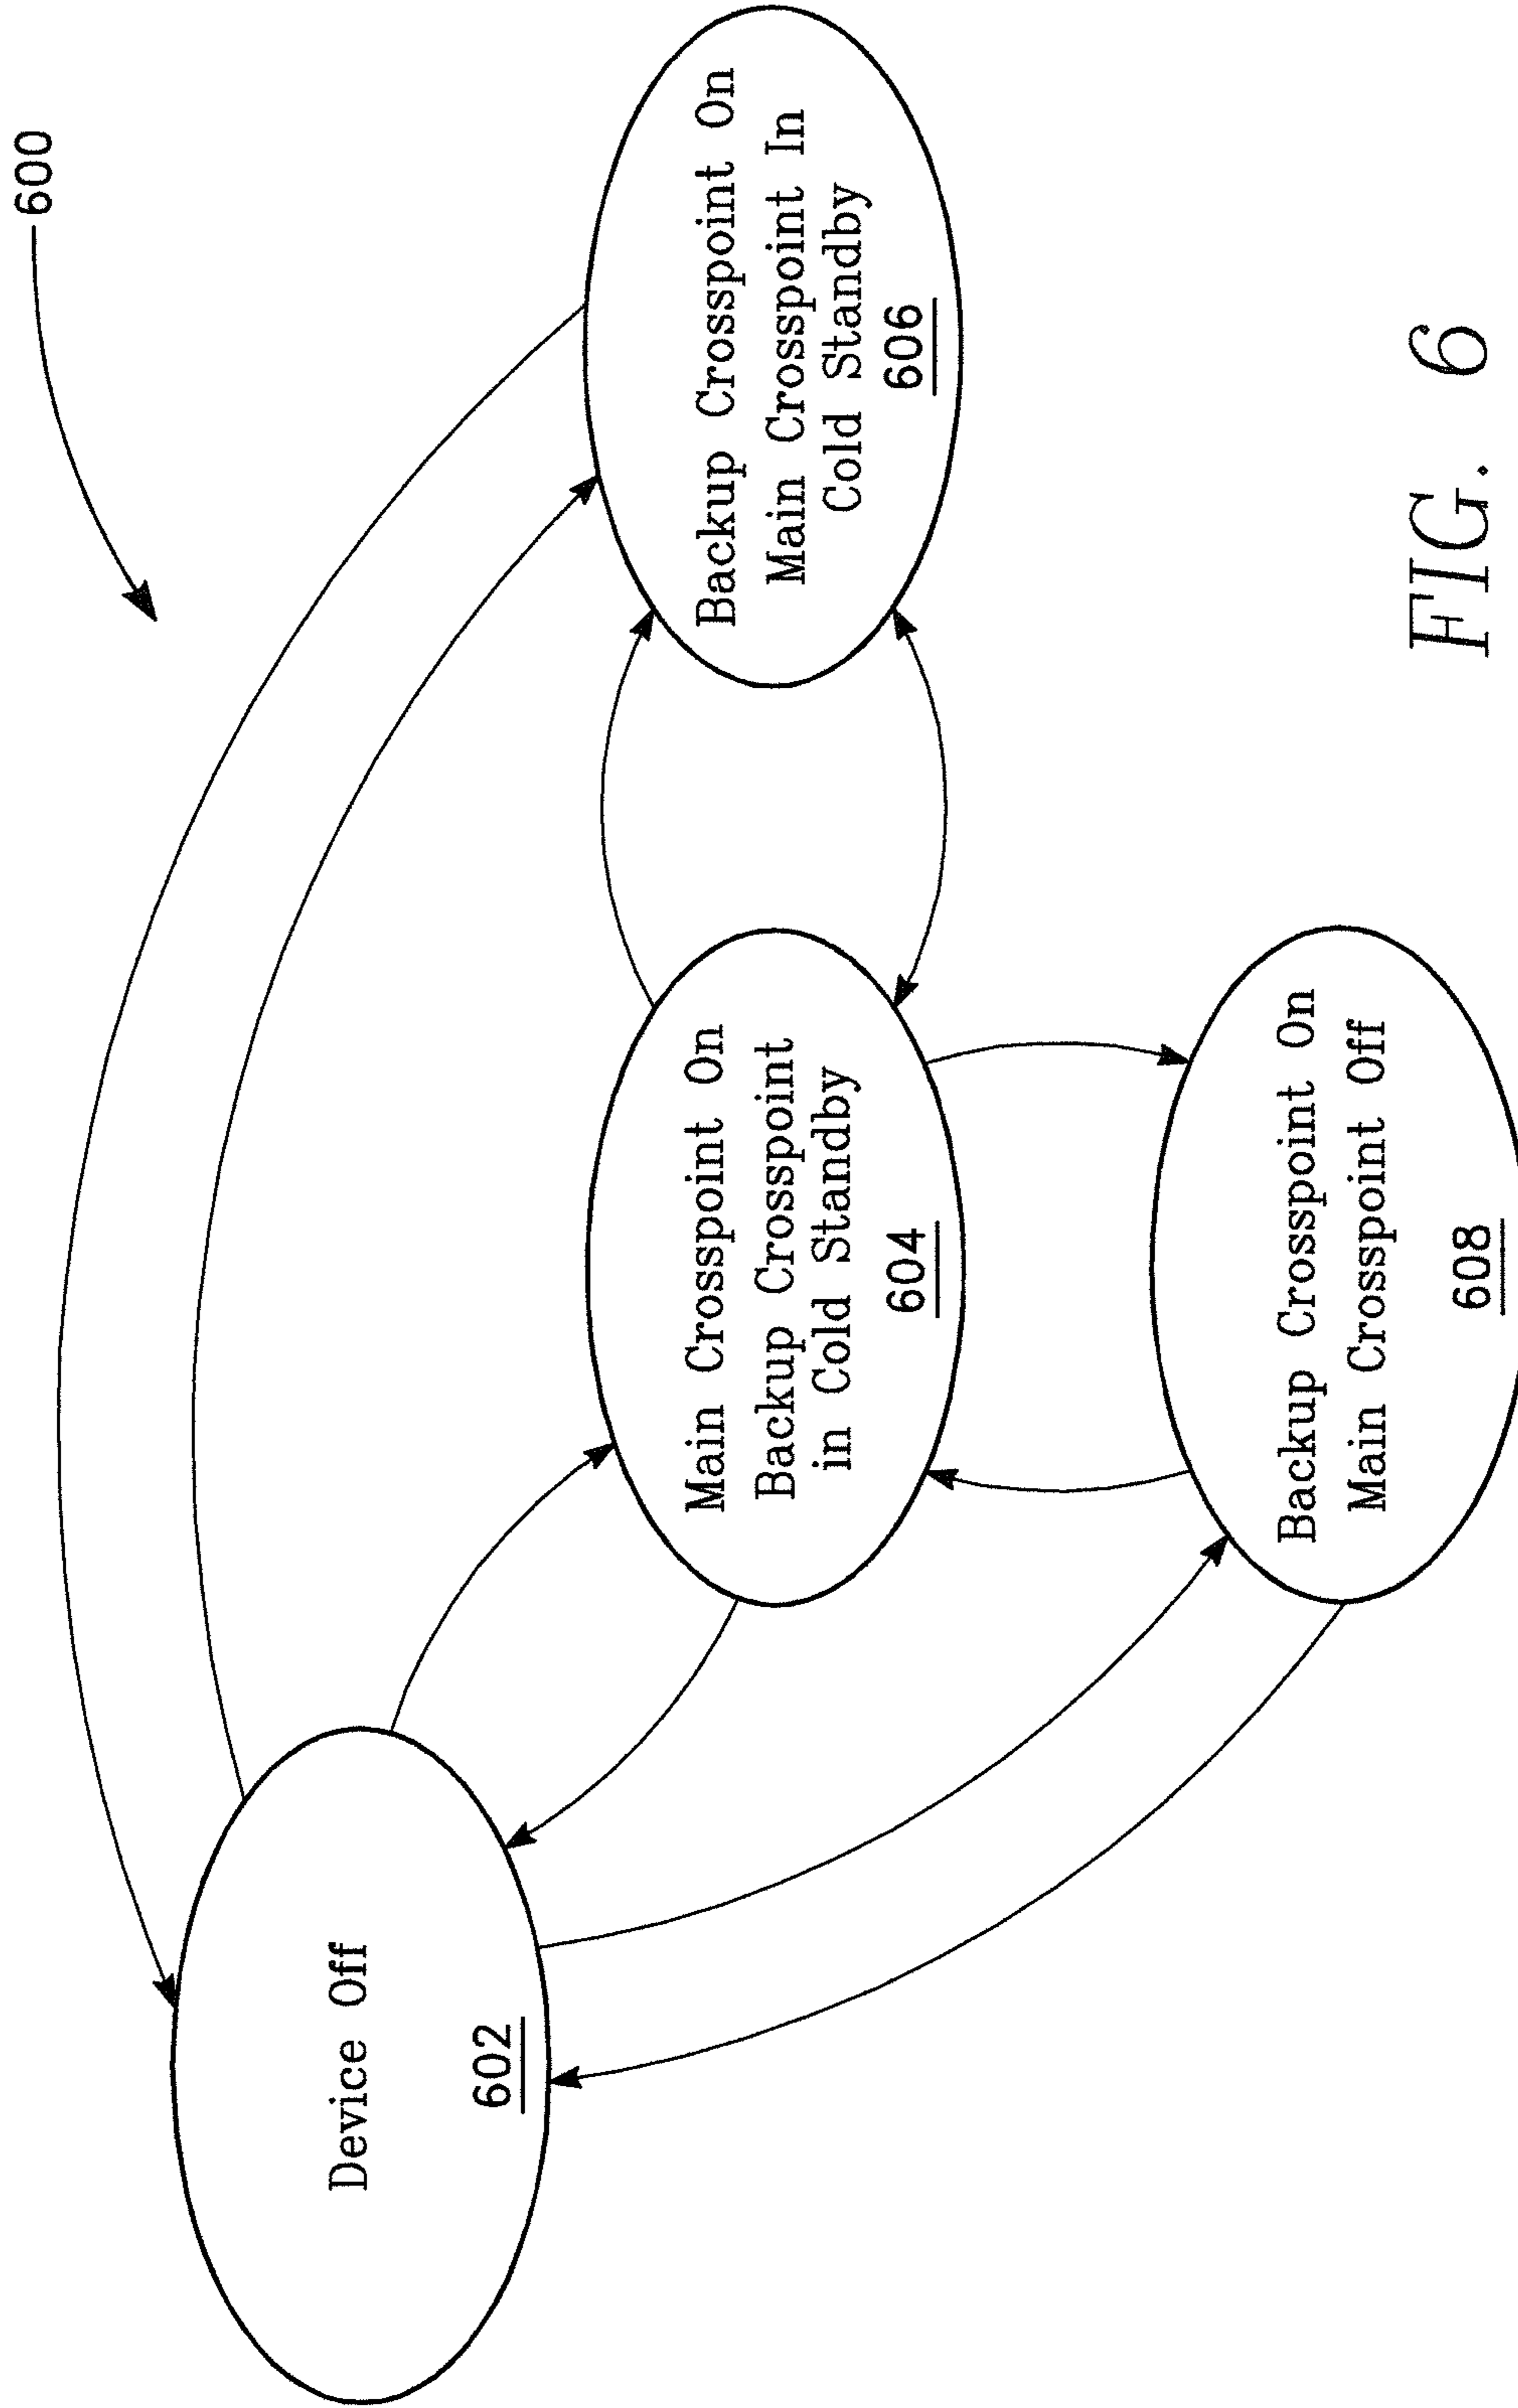 600
Device Off
602
Main Crosspoint On
Backup Crosspoint
in Cold Standby
604
Backup Crosspoint On
Main Crosspoint In
Cold Standby
606
Backup Crosspoint On
Main Crosspoint Off
608
FIG. 6